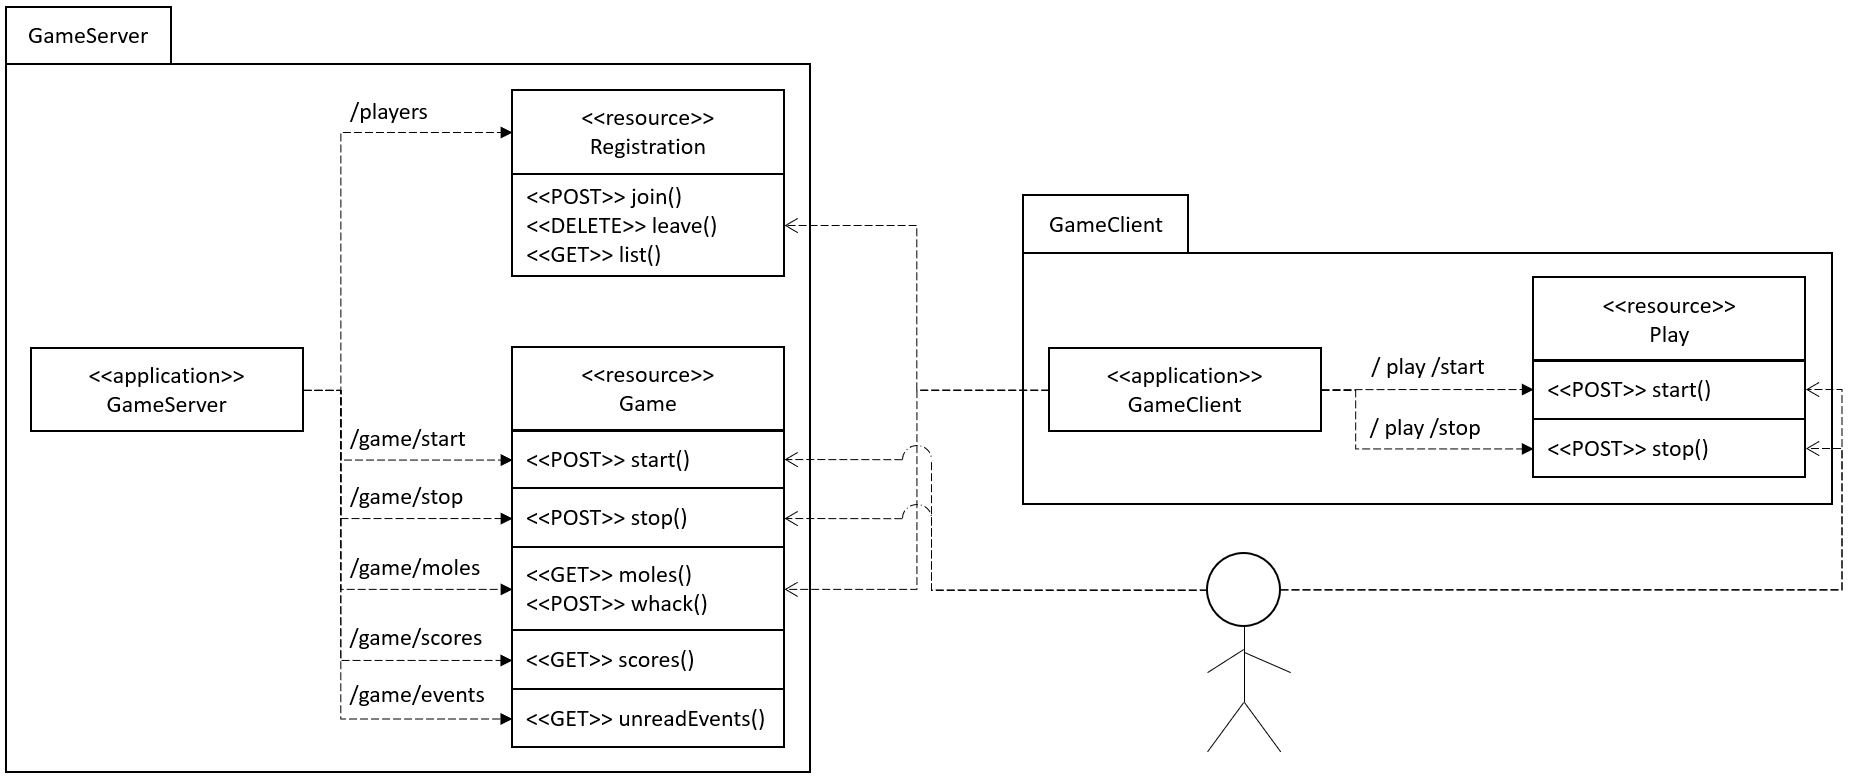 GameServer
/players
<<resource>>
Registration
<<POST>> join()
<<DELETE>> leave()
<<GET>> list()
<<application>>
GameServer
<<resource>>
Game
/game/start
<<POST>> start()
/game/stop
<<POST>> stop()
/game/moles
<<GET>> moles()
<<POST>> whack()
/game/scores
<<GET>> scores()
/game/events
<<GET>> unreadEvents()
GameClient
<<application>>
GameClient
<<resource>>
Play
/ play /start
<<POST>> start()
/ play /stop
<<POST>> stop()